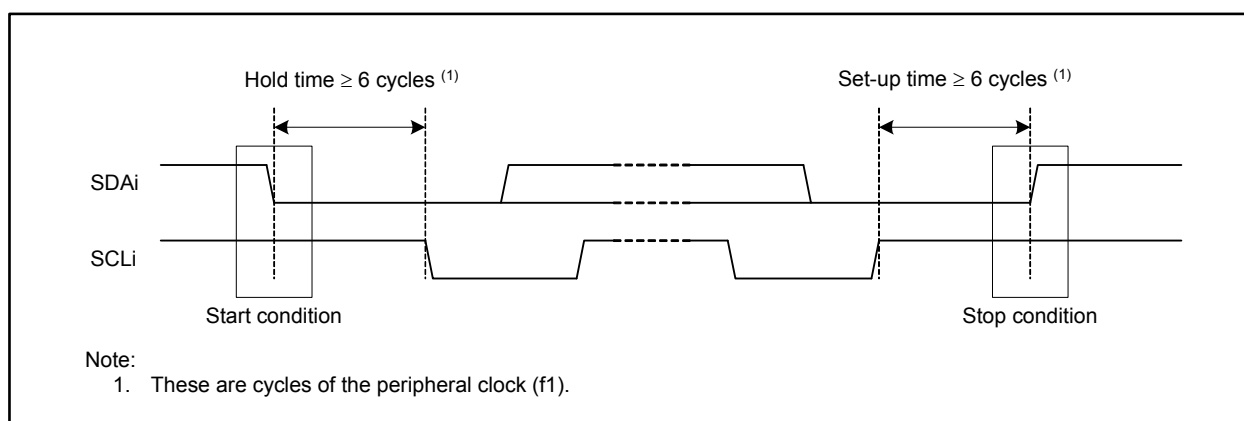 Hold time ≥ 6 cycles (1)
Set-up time ≥ 6 cycles (1)
SDAi
SCLi
Start condition
Stop condition
Note:
1. These are cycles of the peripheral clock (f1).